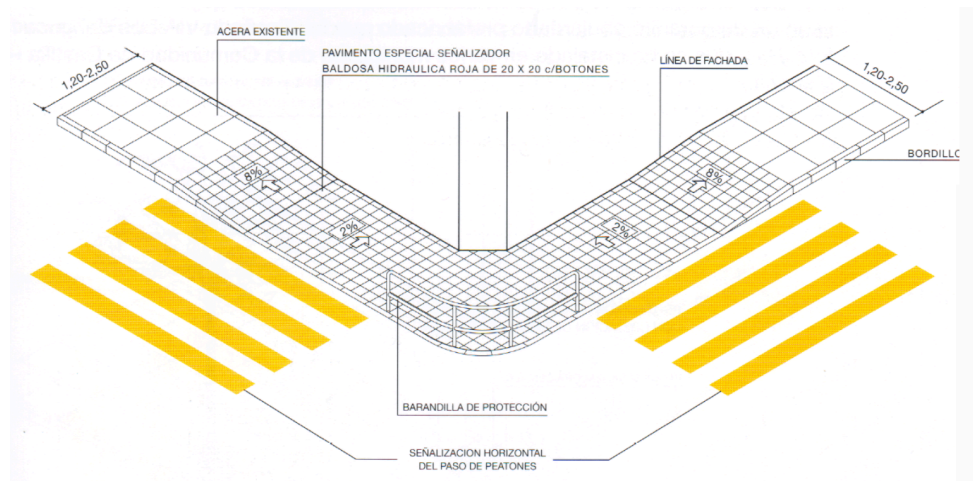 ACERA EXISTENTE
PAVIMENTO ESPECIAL SEÑALIZADOR
BALDOSA HIDRAULICA ROJA DE 20 X 20 c/BOTONES
LÍNEA DE FACHADA
1,20-2,50
1,20-2,50
BORDILLO
8%
8%
2%
2%
BARANDILLA DE PROTECCIÓN
SEÑALIZACION HORIZONTAL
DEL PASO DE PEATONES